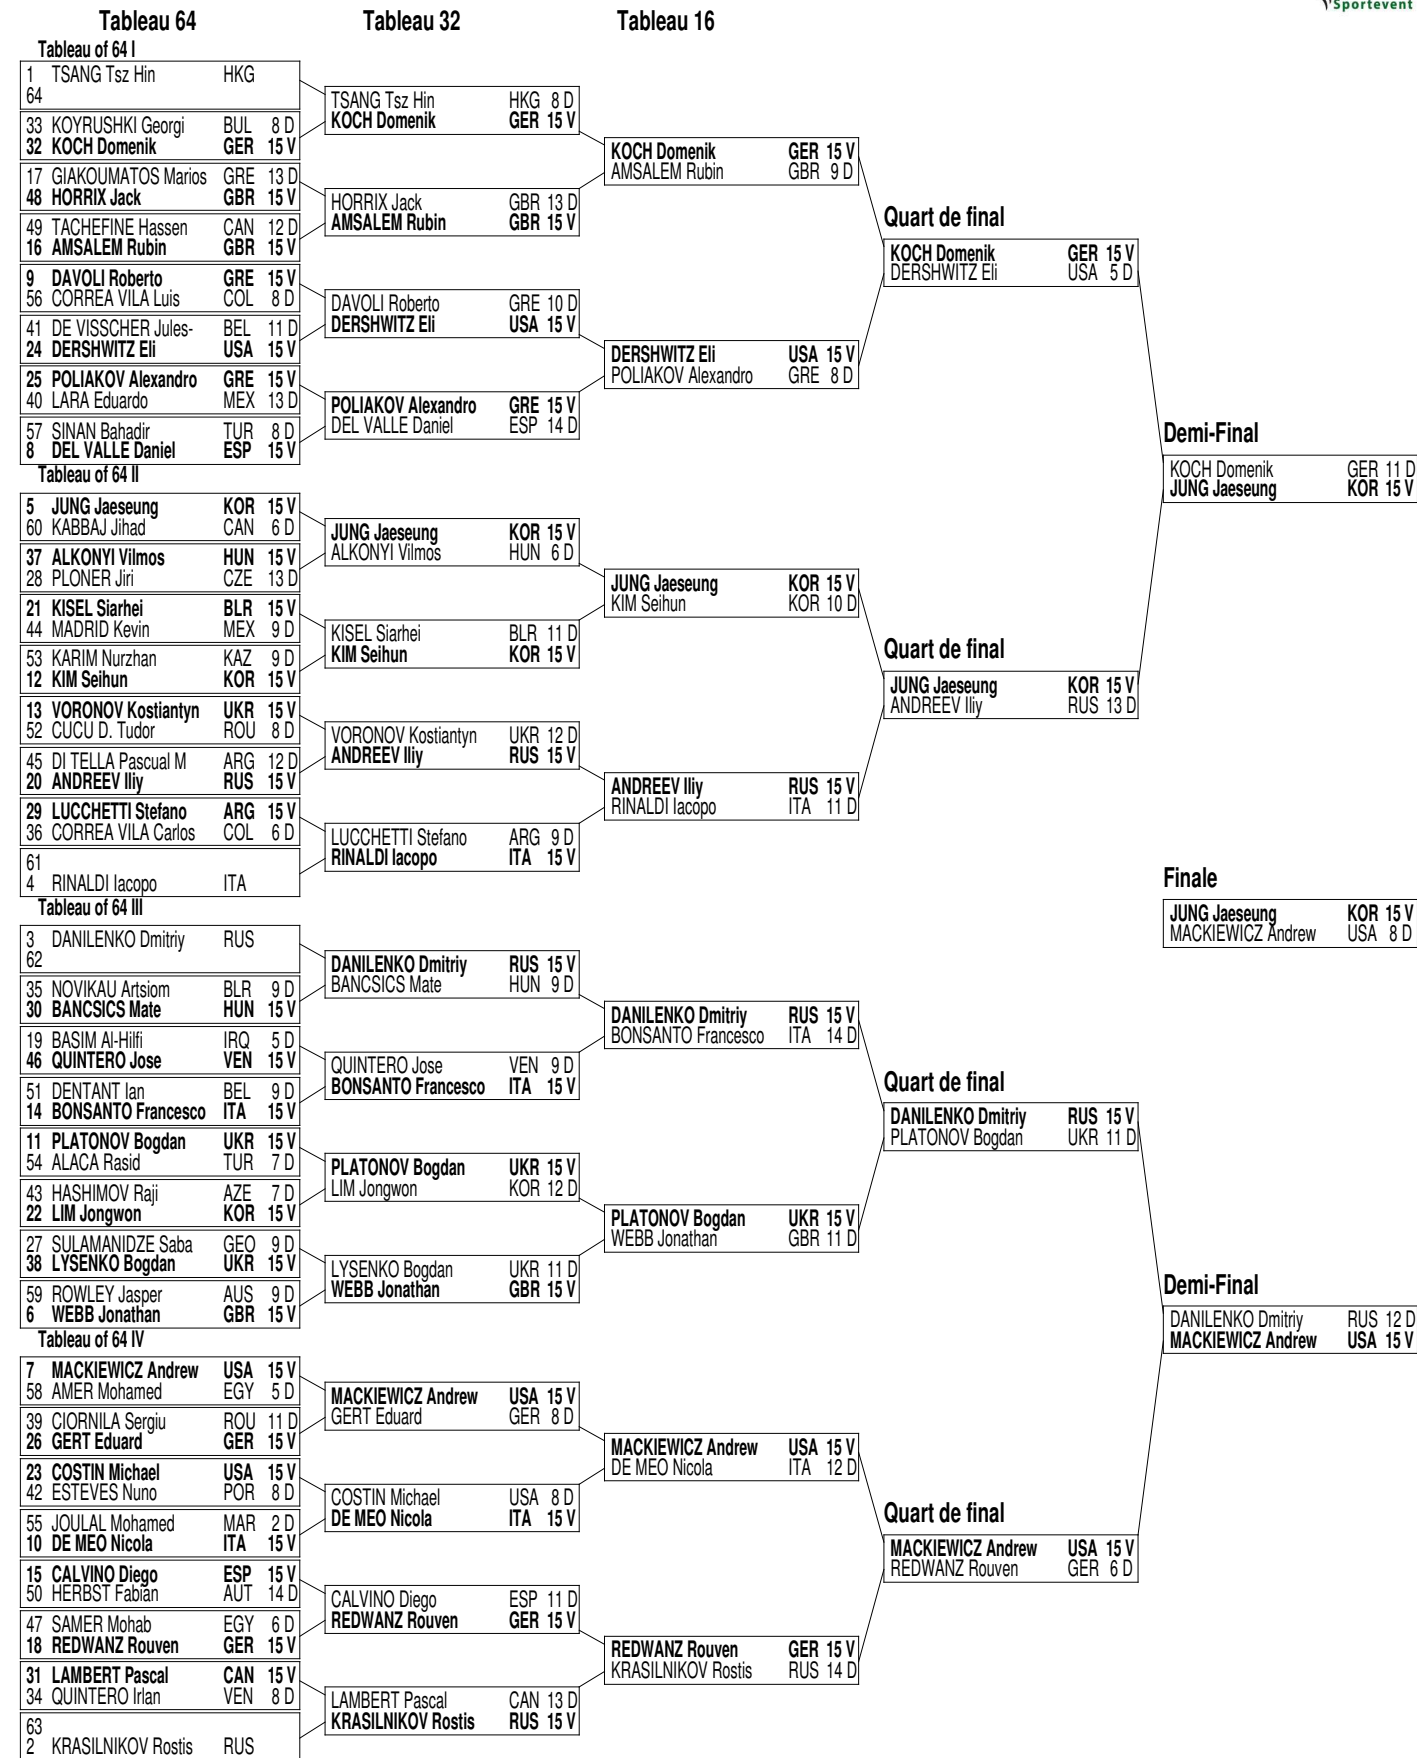 Sportevent
Tableau 64 Tableau 32 Tableau 16
Tableau of 64 I
1 TSANG Tsz Hin HKG
64
33 KOYRUSHKI Georgi BUL 8 D
32 KOCH Domenik GER 15 V
17 GIAKOUMATOS Marios GRE 13 D
48 HORRIX Jack GBR 15 V
49 TACHEFINE Hassen CAN 12 D
16 AMSALEM Rubin GBR 15 V
9 DAVOLI Roberto GRE 15 V
56 CORREA VILA Luis COL 8 D
41 DE VISSCHER Jules- BEL 11 D
24 DERSHWITZ Eli USA 15 V
25 POLIAKOV Alexandro GRE 15 V
40 LARA Eduardo MEX 13 D
57 SINAN Bahadir TUR 8 D
8 DEL VALLE Daniel ESP 15 V
Tableau of 64 II
5 JUNG Jaeseung KOR 15 V
60 KABBAJ Jihad CAN 6 D
37 ALKONYI Vilmos HUN 15 V
28 PLONER Jiri CZE 13 D
21 KISEL Siarhei BLR 15 V
44 MADRID Kevin MEX 9 D
53 KARIM Nurzhan KAZ 9 D
12 KIM Seihun KOR 15 V
13 VORONOV Kostiantyn UKR 15 V
52 CUCU D. Tudor ROU 8 D
45 DI TELLA Pascual M ARG 12 D
20 ANDREEV Iliy RUS 15 V
29 LUCCHETTI Stefano ARG 15 V
36 CORREA VILA Carlos COL 6 D
61
4 RINALDI Iacopo ITA
Tableau of 64 III
3 DANILENKO Dmitriy RUS
62
35 NOVIKAU Artsiom BLR 9 D
30 BANCSICS Mate HUN 15 V
19 BASIM Al-Hilfi IRQ 5 D
46 QUINTERO Jose VEN 15 V
51 DENTANT Ian BEL 9 D
14 BONSANTO Francesco ITA 15 V
11 PLATONOV Bogdan UKR 15 V
54 ALACA Rasid TUR 7 D
43 HASHIMOV Raji AZE 7 D
22 LIM Jongwon KOR 15 V
27 SULAMANIDZE Saba GEO 9 D
38 LYSENKO Bogdan UKR 15 V
59 ROWLEY Jasper AUS 9 D
6 WEBB Jonathan GBR 15 V
Tableau of 64 IV
7 MACKIEWICZ Andrew USA 15 V
58 AMER Mohamed EGY 5 D
39 CIORNILA Sergiu ROU 11 D
26 GERT Eduard GER 15 V
23 COSTIN Michael USA 15 V
42 ESTEVES Nuno POR 8 D
55 JOULAL Mohamed MAR 2 D
10 DE MEO Nicola ITA 15 V
15 CALVINO Diego ESP 15 V
50 HERBST Fabian AUT 14 D
47 SAMER Mohab EGY 6 D
18 REDWANZ Rouven GER 15 V
31 LAMBERT Pascal CAN 15 V
34 QUINTERO Irlan VEN 8 D
63
2 KRASILNIKOV Rostis RUS
TSANG Tsz Hin HKG 8 D
KOCH Domenik GER 15 V
HORRIX Jack GBR 13 D
AMSALEM Rubin GBR 15 V
DAVOLI Roberto GRE 10 D
DERSHWITZ Eli USA 15 V
POLIAKOV Alexandro GRE 15 V
DEL VALLE Daniel ESP 14 D
JUNG Jaeseung KOR 15 V
ALKONYI Vilmos HUN 6 D
KISEL Siarhei BLR 11 D
KIM Seihun KOR 15 V
VORONOV Kostiantyn UKR 12 D
ANDREEV Iliy RUS 15 V
LUCCHETTI Stefano ARG 9 D
RINALDI Iacopo ITA 15 V
DANILENKO Dmitriy RUS 15 V
BANCSICS Mate HUN 9 D
QUINTERO Jose VEN 9 D
BONSANTO Francesco ITA 15 V
PLATONOV Bogdan UKR 15 V
LIM Jongwon KOR 12 D
LYSENKO Bogdan UKR 11 D
WEBB Jonathan GBR 15 V
MACKIEWICZ Andrew USA 15 V
GERT Eduard GER 8 D
COSTIN Michael USA 8 D
DE MEO Nicola ITA 15 V
CALVINO Diego ESP 11 D
REDWANZ Rouven GER 15 V
LAMBERT Pascal CAN 13 D
KRASILNIKOV Rostis RUS 15 V
KOCH Domenik GER 15 V
AMSALEM Rubin GBR 9 D
DERSHWITZ Eli USA 15 V
POLIAKOV Alexandro GRE 8 D
JUNG Jaeseung KOR 15 V
KIM Seihun KOR 10 D
ANDREEV Iliy RUS 15 V
RINALDI Iacopo ITA 11 D
DANILENKO Dmitriy RUS 15 V
BONSANTO Francesco ITA 14 D
PLATONOV Bogdan UKR 15 V
WEBB Jonathan GBR 11 D
MACKIEWICZ Andrew USA 15 V
DE MEO Nicola ITA 12 D
REDWANZ Rouven GER 15 V
KRASILNIKOV Rostis RUS 14 D
Quart de final
KOCH Domenik GER 15 V
DERSHWITZ Eli USA 5 D
Quart de final
JUNG Jaeseung KOR 15 V
ANDREEV Iliy RUS 13 D
Quart de final
DANILENKO Dmitriy RUS 15 V
PLATONOV Bogdan UKR 11 D
Quart de final
MACKIEWICZ Andrew USA 15 V
REDWANZ Rouven GER 6 D
Demi-Final
KOCH Domenik GER 11 D
JUNG Jaeseung KOR 15 V
Finale
JUNG Jaeseung KOR 15 V
MACKIEWICZ Andrew USA 8 D
Demi-Final
DANILENKO Dmitriy RUS 12 D
MACKIEWICZ Andrew USA 15 V